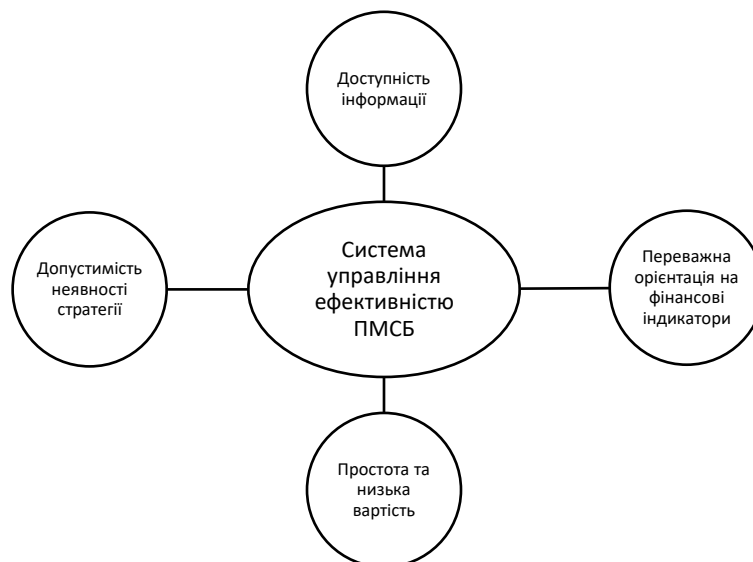 Доступність
інформації
Допустимість
неявності
стратегії
Система
управління
ефективністю
ПМСБ
Переважна
орієнтація на
фінансові
індикатори
Простота та
низька
вартість